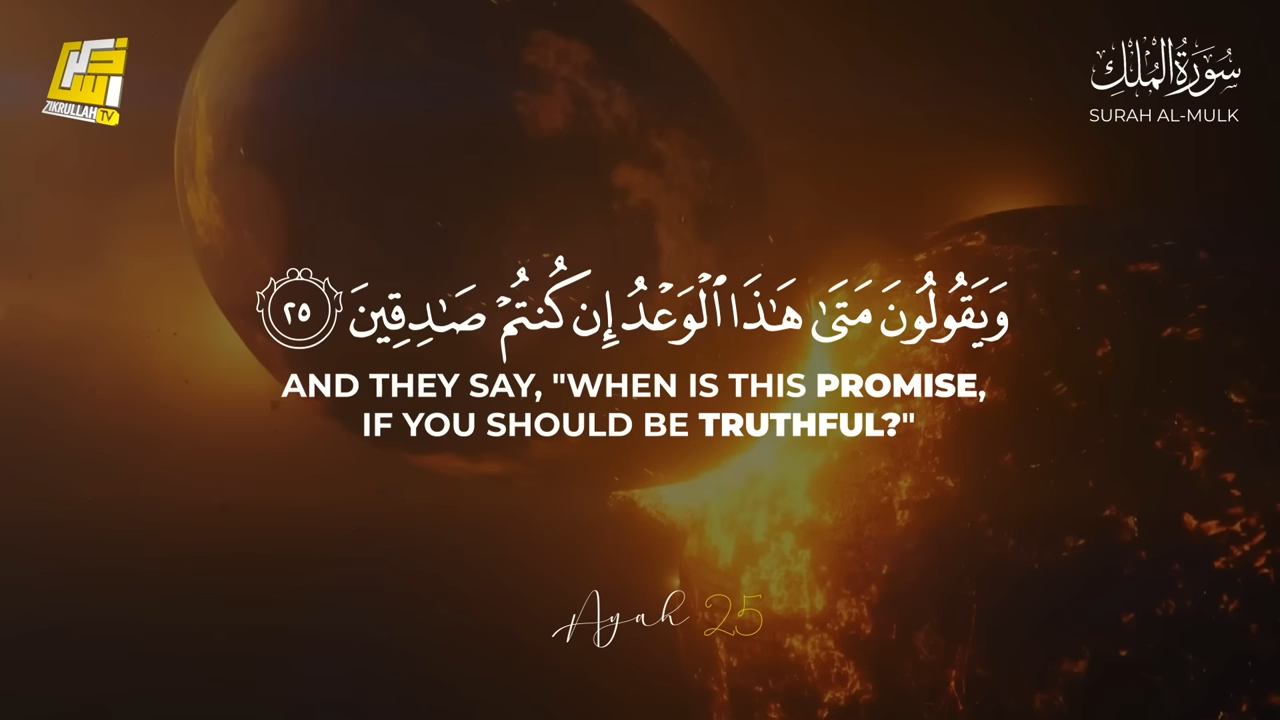 ZIKRULLAH TV
سُورَةُ الْمُلْكِ
SURAH AL-MULK
وَيَقُولُونَ مَتَىٰ هَـٰذَا ٱلْوَعْدُ إِن كُنتُمْ صَـٰدِقِينَ ٢٥
AND THEY SAY, "WHEN IS THIS PROMISE,
IF YOU SHOULD BE TRUTHFUL?"
Ayah 25